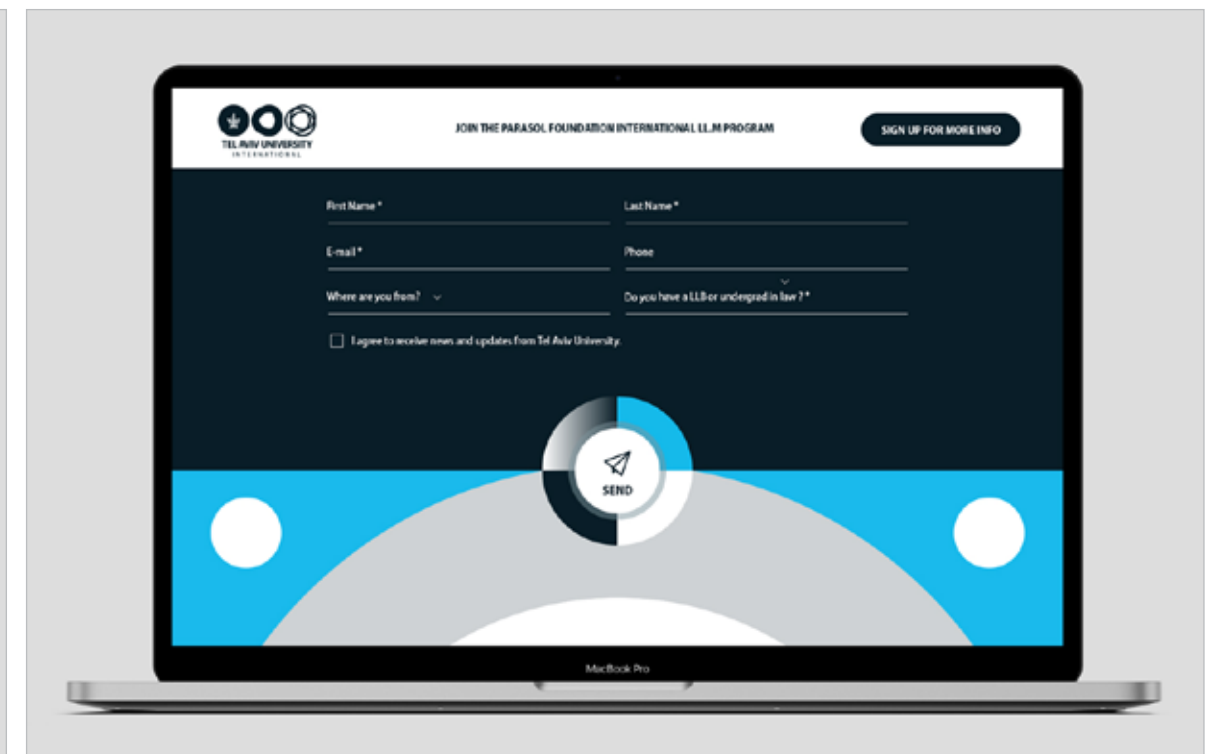 TEL AVIV UNIVERSITY
INTERNATIONAL
JOIN THE PARASOL FOUNDATION INTERNATIONAL LL.M PROGRAM
SIGN UP FOR MORE INFO
First Name *
Last Name *
E-mail *
Phone
Where are you from?
Do you have a LLB or undergrad in law ? *
I agree to receive news and updates from Tel Aviv University.
SEND
MacBook Pro